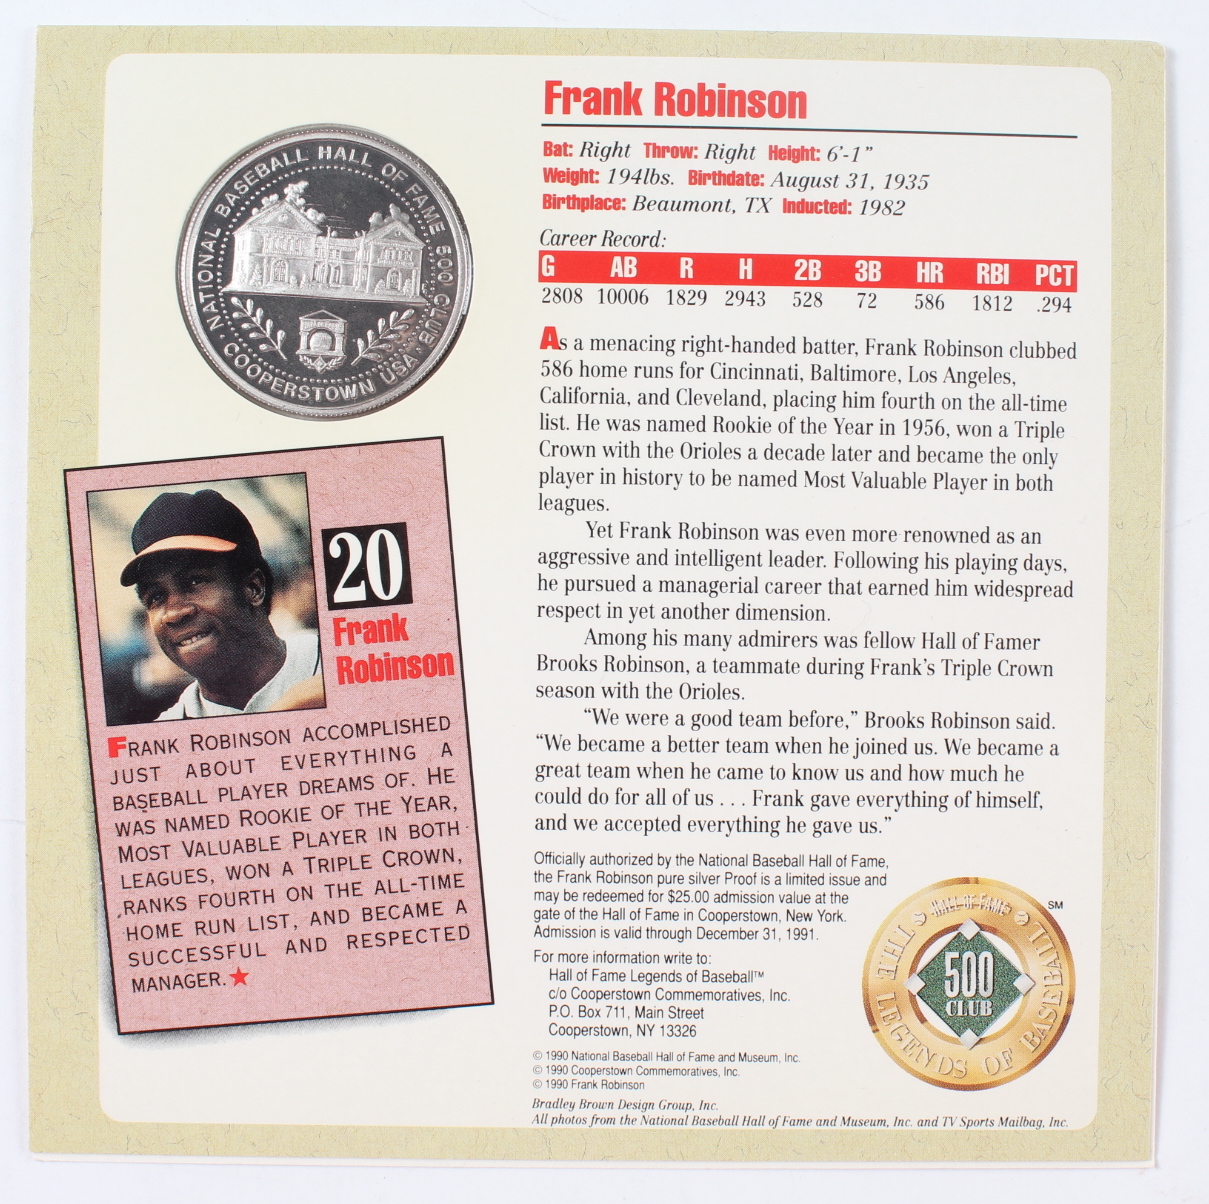 NATIONAL BASEBALL HALL OF FAME 500 CLUB
· COOPERSTOWN USA ·
20
Frank
Robinson
FRANK ROBINSON ACCOMPLISHED
JUST ABOUT EVERYTHING A
BASEBALL PLAYER DREAMS OF. HE
WAS NAMED ROOKIE OF THE YEAR,
MOST VALUABLE PLAYER IN BOTH
LEAGUES, WON A TRIPLE CROWN,
RANKS FOURTH ON THE ALL-TIME
HOME RUN LIST, AND BECAME A
SUCCESSFUL AND RESPECTED
MANAGER.★
Frank Robinson
Bat: Right Throw: Right Height: 6'-1"
Weight: 194lbs. Birthdate: August 31, 1935
Birthplace: Beaumont, TX Inducted: 1982
Career Record:
G AB R H 2B 3B HR RBI PCT
2808 10006 1829 2943 528 72 586 1812 .294
As a menacing right-handed batter, Frank Robinson clubbed
586 home runs for Cincinnati, Baltimore, Los Angeles,
California, and Cleveland, placing him fourth on the all-time
list. He was named Rookie of the Year in 1956, won a Triple
Crown with the Orioles a decade later and became the only
player in history to be named Most Valuable Player in both
leagues.
Yet Frank Robinson was even more renowned as an
aggressive and intelligent leader. Following his playing days,
he pursued a managerial career that earned him widespread
respect in yet another dimension.
Among his many admirers was fellow Hall of Famer
Brooks Robinson, a teammate during Frank's Triple Crown
season with the Orioles.
"We were a good team before," Brooks Robinson said.
"We became a better team when he joined us. We became a
great team when he came to know us and how much he
could do for all of us . . . Frank gave everything of himself,
and we accepted everything he gave us."
Officially authorized by the National Baseball Hall of Fame,
the Frank Robinson pure silver Proof is a limited issue and
may be redeemed for $25.00 admission value at the
gate of the Hall of Fame in Cooperstown, New York.
Admission is valid through December 31, 1991.
For more information write to:
Hall of Fame Legends of Baseball™
c/o Cooperstown Commemoratives, Inc.
P.O. Box 711, Main Street
Cooperstown, NY 13326
© 1990 National Baseball Hall of Fame and Museum, Inc.
© 1990 Cooperstown Commemoratives, Inc.
© 1990 Frank Robinson
Bradley Brown Design Group, Inc.
All photos from the National Baseball Hall of Fame and Museum, Inc. and TV Sports Mailbag, Inc.
HALL OF FAME
THE LEGENDS OF BASEBALL
500
CLUB
SM